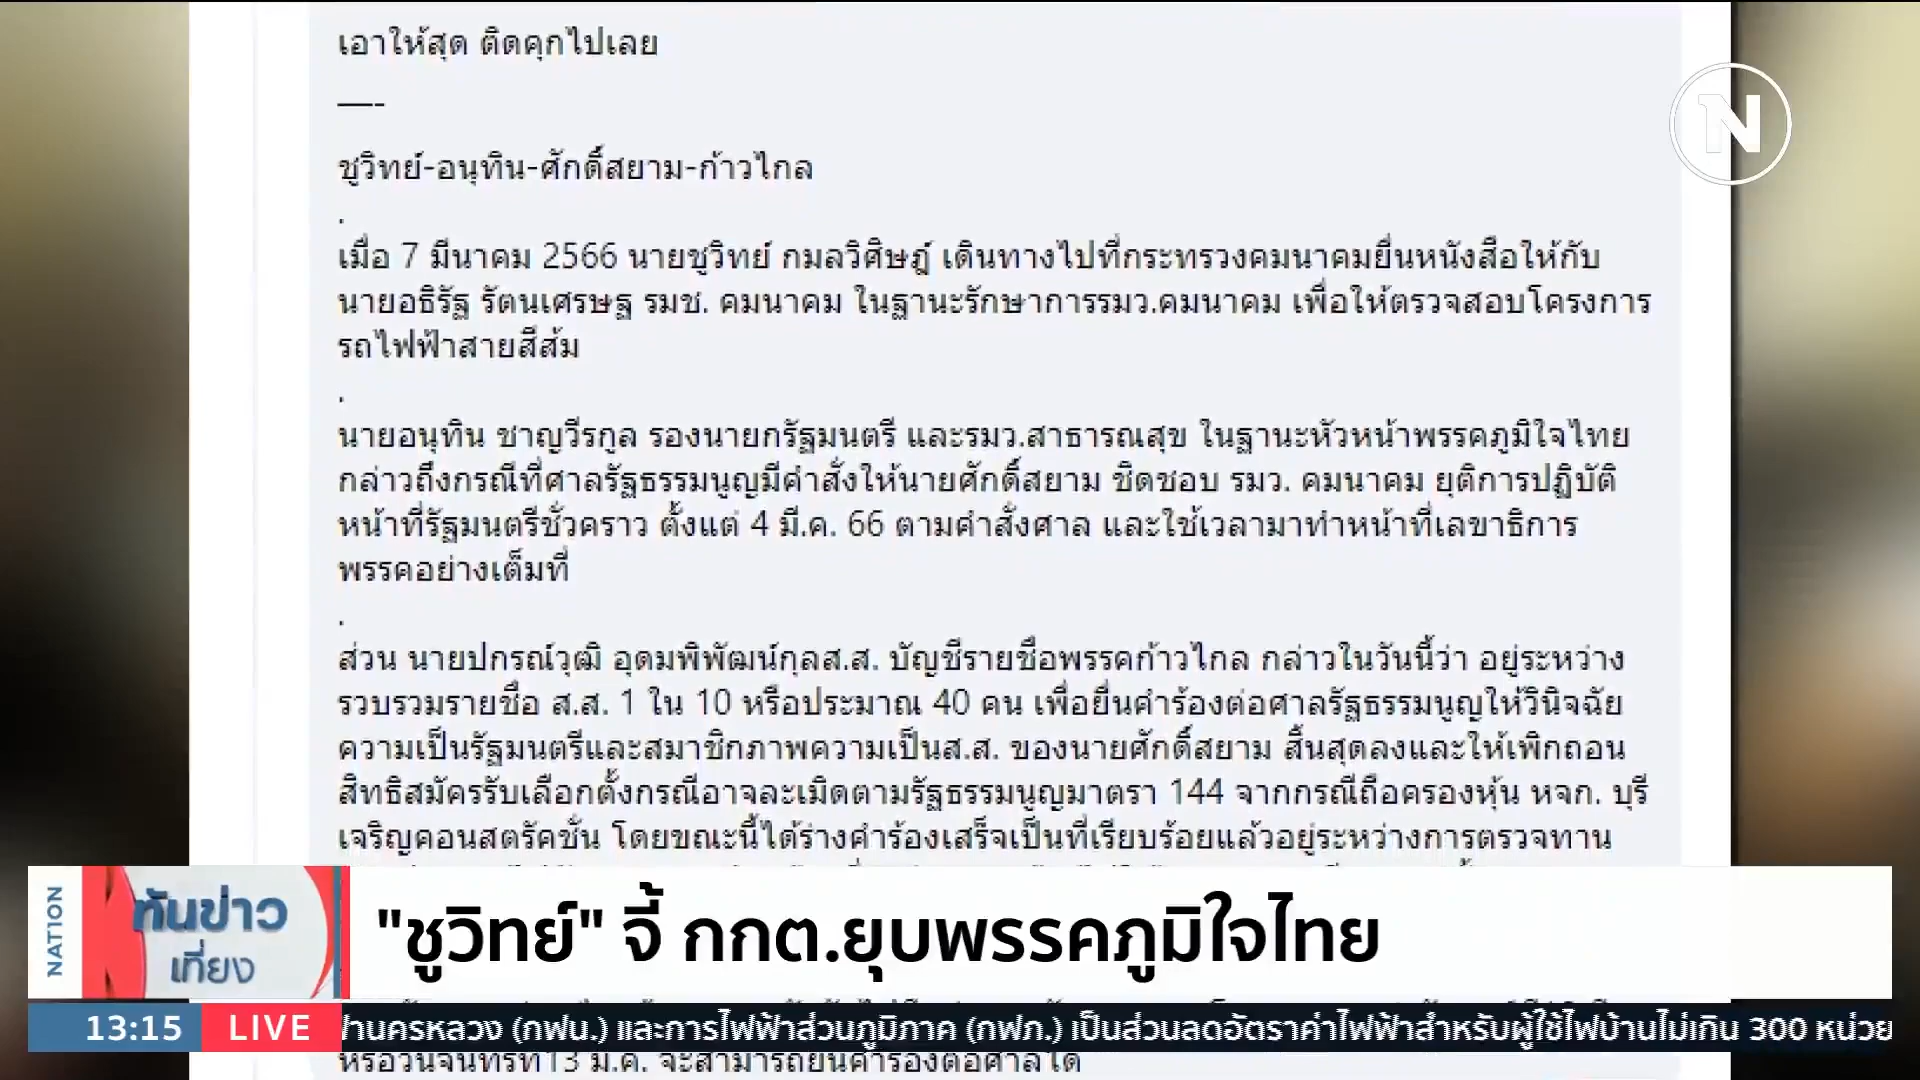 เอาให้สุด ติดคุกไปเลย
—-
ชูวิทย์-อนุทิน-ศักดิ์สยาม-ก้าวไกล
.
เมื่อ 7 มีนาคม 2566 นายชูวิทย์ กมลวิศิษฎ์ เดินทางไปที่กระทรวงคมนาคมยื่นหนังสือให้กับ
นายอธิรัฐ รัตนเศรษฐ รมช. คมนาคม ในฐานะรักษาการรมว.คมนาคม เพื่อให้ตรวจสอบโครงการ
รถไฟฟ้าสายสีส้ม
.
นายอนุทิน ชาญวีรกูล รองนายกรัฐมนตรี และรมว.สาธารณสุข ในฐานะหัวหน้าพรรคภูมิใจไทย
กล่าวถึงกรณีที่ศาลรัฐธรรมนูญมีคำสั่งให้นายศักดิ์สยาม ชิดชอบ รมว. คมนาคม ยุติการปฏิบัติ
หน้าที่รัฐมนตรีชั่วคราว ตั้งแต่ 4 มี.ค. 66 ตามคำสั่งศาล และใช้เวลามาทำหน้าที่เลขาธิการ
พรรคอย่างเต็มที่
.
ส่วน นายปกรณ์วุฒิ อุดมพิพัฒน์กุลส.ส. บัญชีรายชื่อพรรคก้าวไกล กล่าวในวันนี้ว่า อยู่ระหว่าง
รวบรวมรายชื่อ ส.ส. 1 ใน 10 หรือประมาณ 40 คน เพื่อยื่นคำร้องต่อศาลรัฐธรรมนูญให้วินิจฉัย
ความเป็นรัฐมนตรีและสมาชิกภาพความเป็นส.ส. ของนายศักดิ์สยาม สิ้นสุดลงและให้เพิกถอน
สิทธิสมัครรับเลือกตั้งกรณีอาจละเมิดตามรัฐธรรมนูญมาตรา 144 จากกรณีถือครองหุ้น หจก. บุรี
เจริญคอนสตรัคชั่น โดยขณะนี้ได้ร่างคำร้องเสร็จเป็นที่เรียบร้อยแล้วอยู่ระหว่างการตรวจทาน
N
NATION
ทันข่าว
เที่ยง
"ชูวิทย์" จี้ กกต.ยุบพรรคภูมิใจไทย
13:15
LIVE
(กฟน.) และการไฟฟ้าส่วนภูมิภาค (กฟภ.) เป็นส่วนลดอัตราค่าไฟฟ้าสำหรับผู้ใช้ไฟบ้านไม่เกิน 300 หน่วย
หรือวันจันทร์ที่ 13 มี.ค. จะสามารถยื่นคำร้องต่อศาลได้